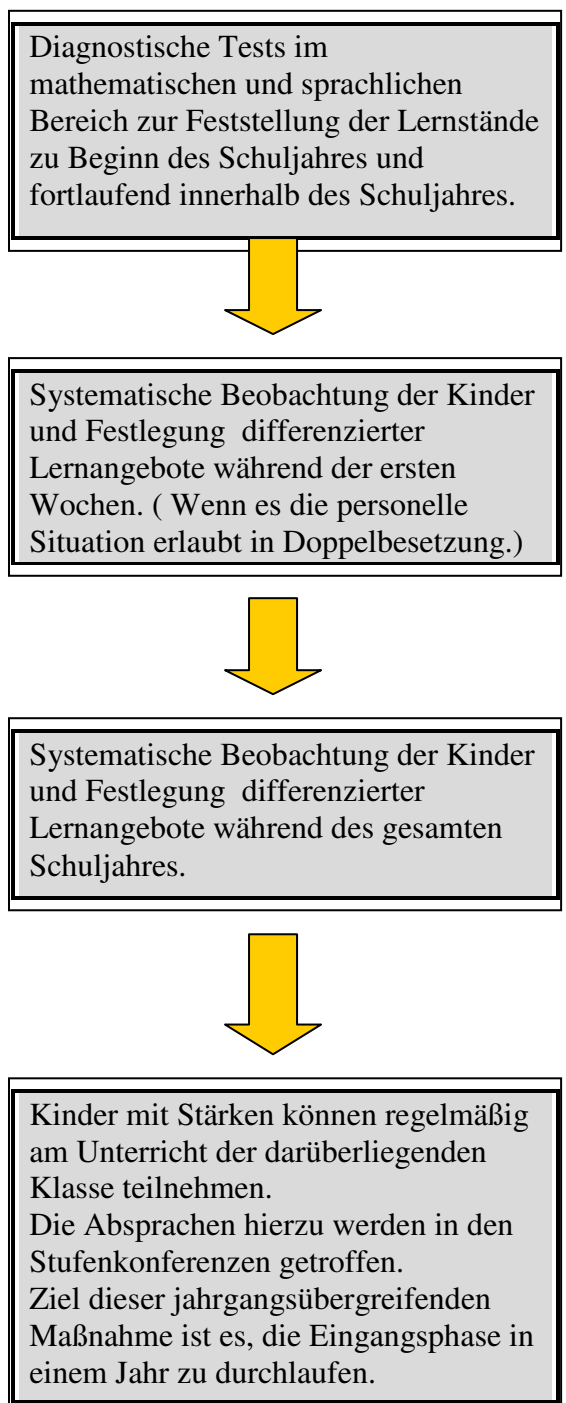 Diagnostische Tests im
mathematischen und sprachlichen
Bereich zur Feststellung der Lernstände
zu Beginn des Schuljahres und
fortlaufend innerhalb des Schuljahres.
Systematische Beobachtung der Kinder
und Festlegung  differenzierter
Lernangebote während der ersten
Wochen. ( Wenn es die personelle
Situation erlaubt in Doppelbesetzung.)
Systematische Beobachtung der Kinder
und Festlegung  differenzierter
Lernangebote während des gesamten
Schuljahres.
Kinder mit Stärken können regelmäßig
am Unterricht der darüberliegenden
Klasse teilnehmen.
Die Absprachen hierzu werden in den
Stufenkonferenzen getroffen.
Ziel dieser jahrgangsübergreifenden
Maßnahme ist es, die Eingangsphase in
einem Jahr zu durchlaufen.